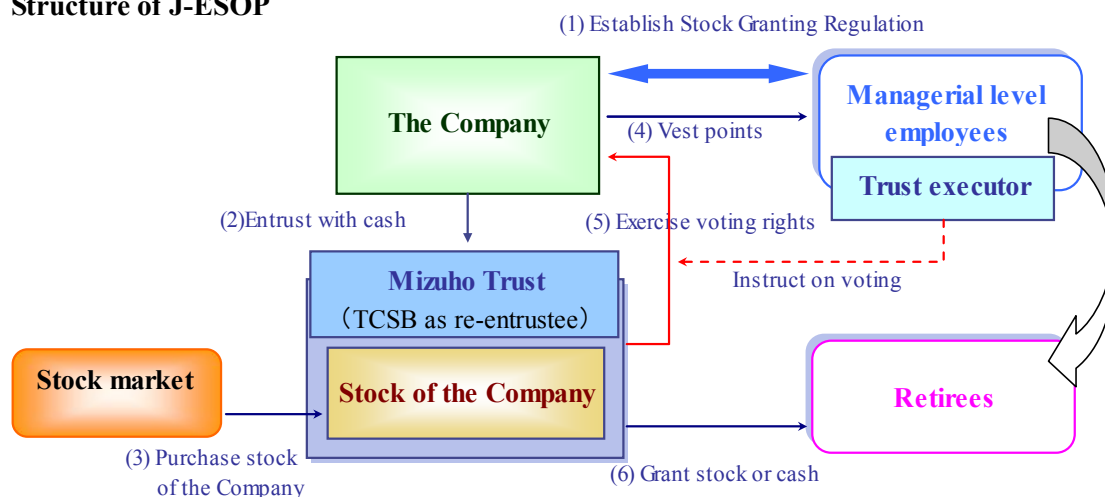 Structure of J-ESOP
(1) Establish Stock Granting Regulation
The Company
Managerial level
employees
(4) Vest points
Trust executor
(2)Entrust with cash
(5) Exercise voting rights
Mizuho Trust
（TCSB as re-entrustee）
Instruct on voting
Stock market
Stock of the Company
Retirees
(3) Purchase stock
of the Company
(6) Grant stock or cash